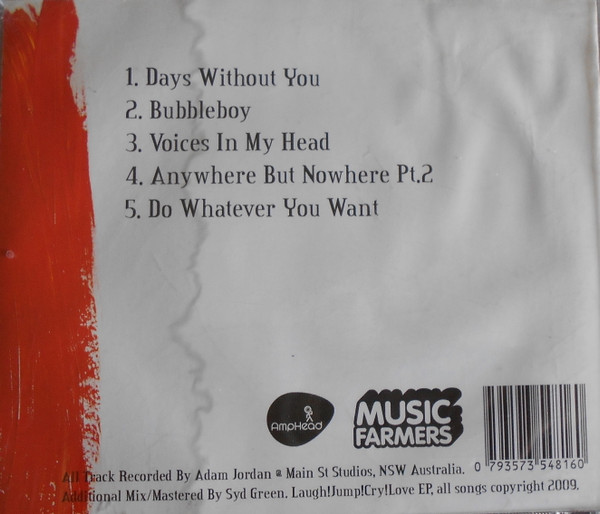 1. Days Without You
2. Bubbleboy
3. Voices In My Head
4. Anywhere But Nowhere Pt.2
5. Do Whatever You Want
AmpHead
MUSIC
FARMERS
0 793573 548160
All Track Recorded By Adam Jordan @ Main St Studios, NSW Australia.
Additional Mix/Mastered By Syd Green. Laugh!Jump!Cry!Love EP, all songs copyright 2009.